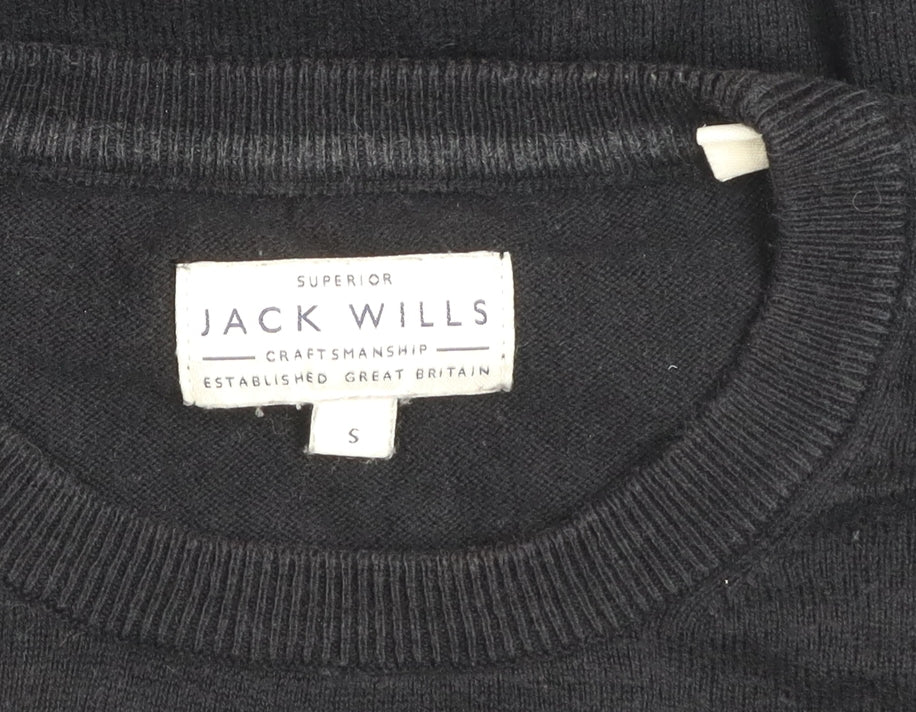 SUPERIOR
JACK WILLS
CRAFTSMANSHIP
ESTABLISHED GREAT BRITAIN
S